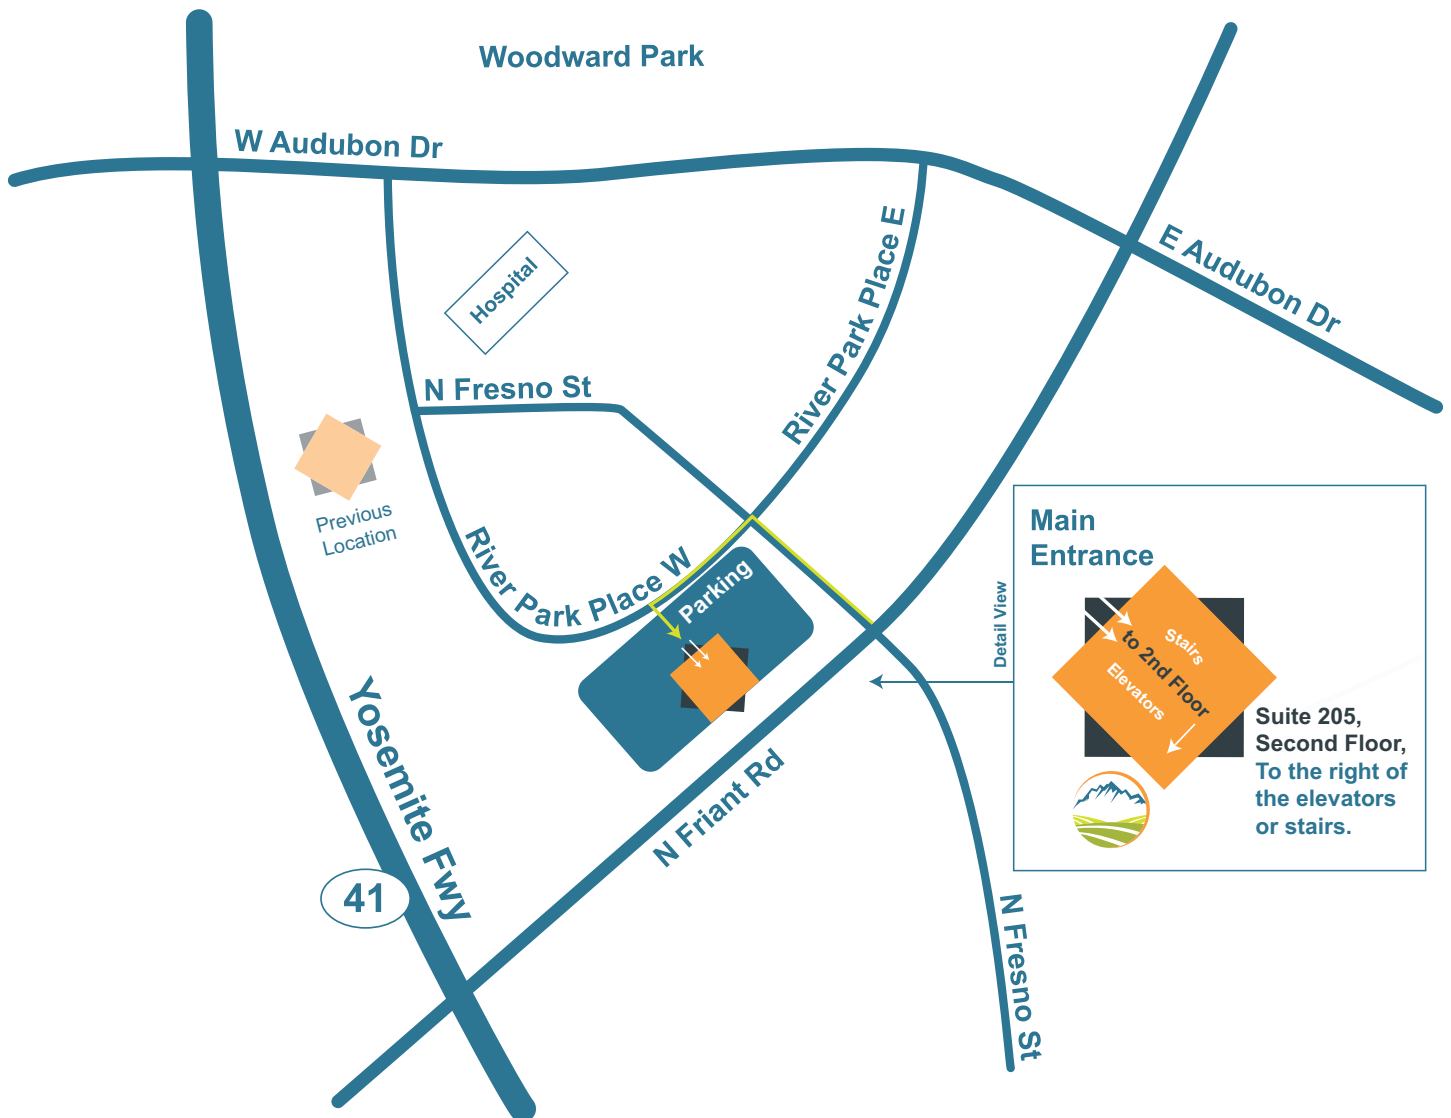 Woodward Park
W Audubon Dr
E Audubon Dr
River Park Place E
Hospital
N Fresno St
Previous
Location
River Park Place W
Parking
Yosemite Fwy
41
N Friant Rd
N Fresno St
Detail View
Main
Entrance
Stairs
to 2nd Floor
Elevators
Suite 205,
Second Floor,
To the right of
the elevators
or stairs.